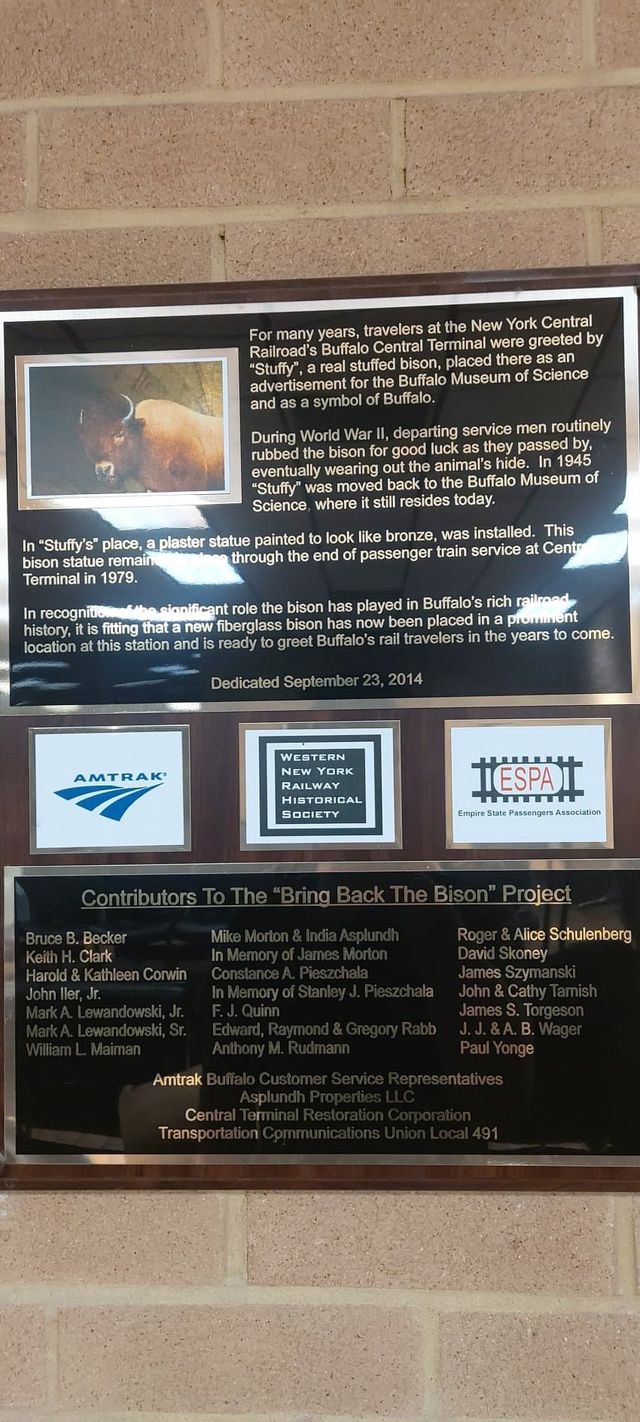 For many years, travelers at the New York Central
Railroad's Buffalo Central Terminal were greeted by
"Stuffy", a real stuffed bison, placed there as an
advertisement for the Buffalo Museum of Science
and as a symbol of Buffalo.
During World War II, departing service men routinely
rubbed the bison for good luck as they passed by,
eventually wearing out the animal's hide. In 1945
"Stuffy" was moved back to the Buffalo Museum of
Science, where it still resides today.
In "Stuffy's" place, a plaster statue painted to look like bronze, was installed. This
bison statue through the end of passenger train service at Central
Terminal in 1979.
In recognition of the significant role the bison has played in Buffalo's rich railroad
history, it is fitting that a new fiberglass bison has now been placed in a prominent
location at this station and is ready to greet Buffalo's rail travelers in the years to come.
Dedicated September 23, 2014
AMTRAK®
WESTERN
NEW YORK
RAILWAY
HISTORICAL
SOCIETY
ESPA
Empire State Passengers Association
Contributors To The "Bring Back The Bison" Project
Bruce B. Becker
Keith H. Clark
Harold & Kathleen Corwin
John Iler, Jr.
Mark A. Lewandowski, Jr.
Mark A. Lewandowski, Sr.
William L. Maiman
Mike Morton & India Asplundh
In Memory of James Morton
Constance A. Pieszchala
In Memory of Stanley J. Pieszchala
F. J. Quinn
Edward, Raymond & Gregory Rabb
Anthony M. Rudmann
Roger & Alice Schulenberg
David Skoney
James Szymanski
John & Cathy Tarnish
James S. Torgeson
J. J. & A. B. Wager
Paul Yonge
Amtrak Buffalo Customer Service Representatives
Asplundh Properties LLC
Central Terminal Restoration Corporation
Transportation Communications Union Local 491